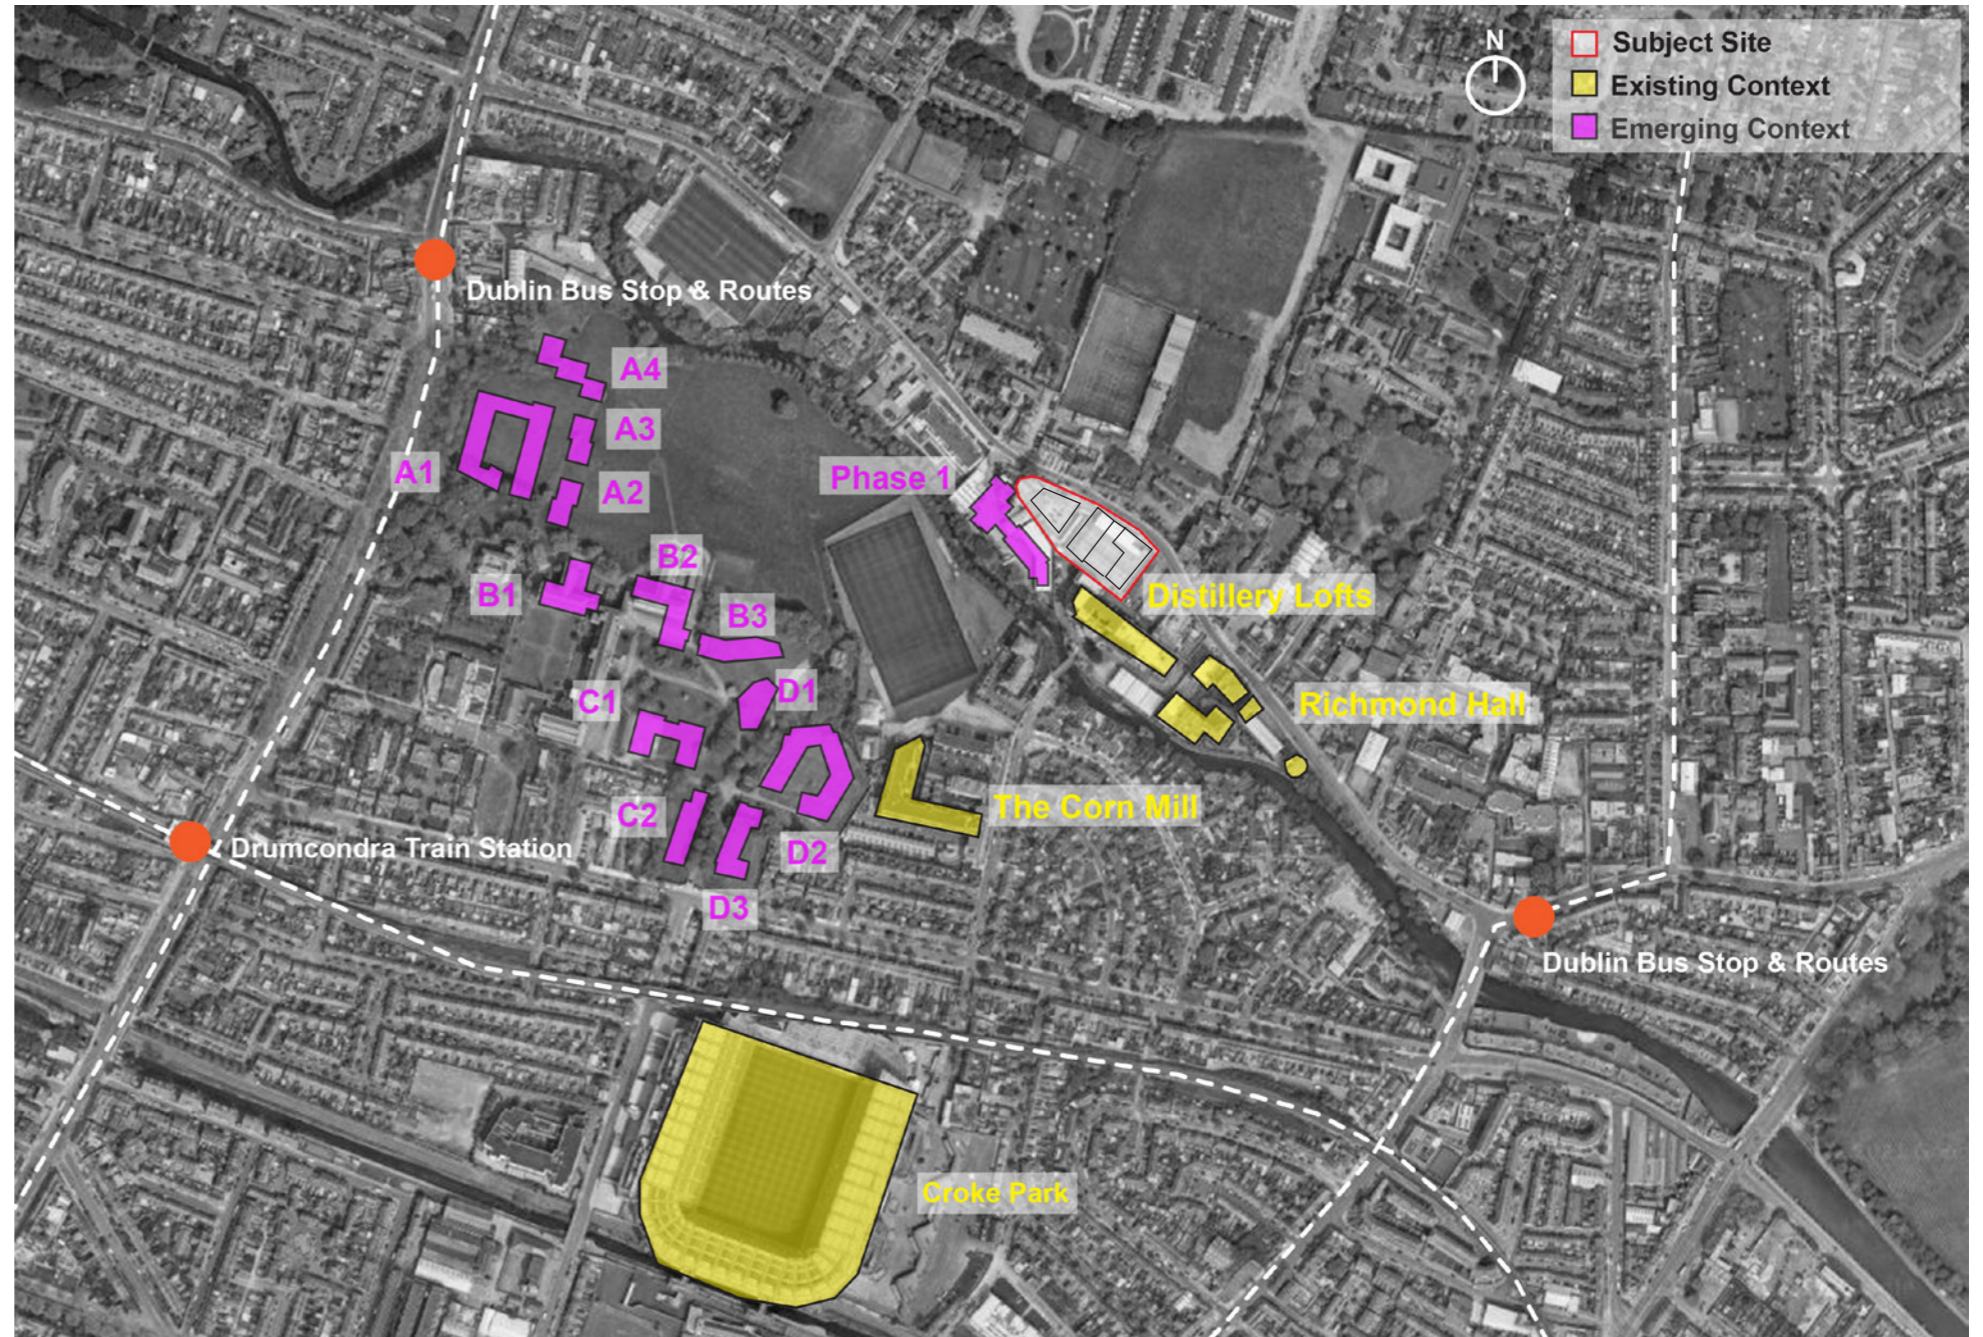 N
Subject Site
Existing Context
Emerging Context
Dublin Bus Stop & Routes
A4
A3
A1
A2
Phase 1
B2
B1
B3
Distillery Lofts
D1
C1
Richmond Hall
The Corn Mill
C2
D2
Drumcondra Train Station
D3
Dublin Bus Stop & Routes
Croke Park